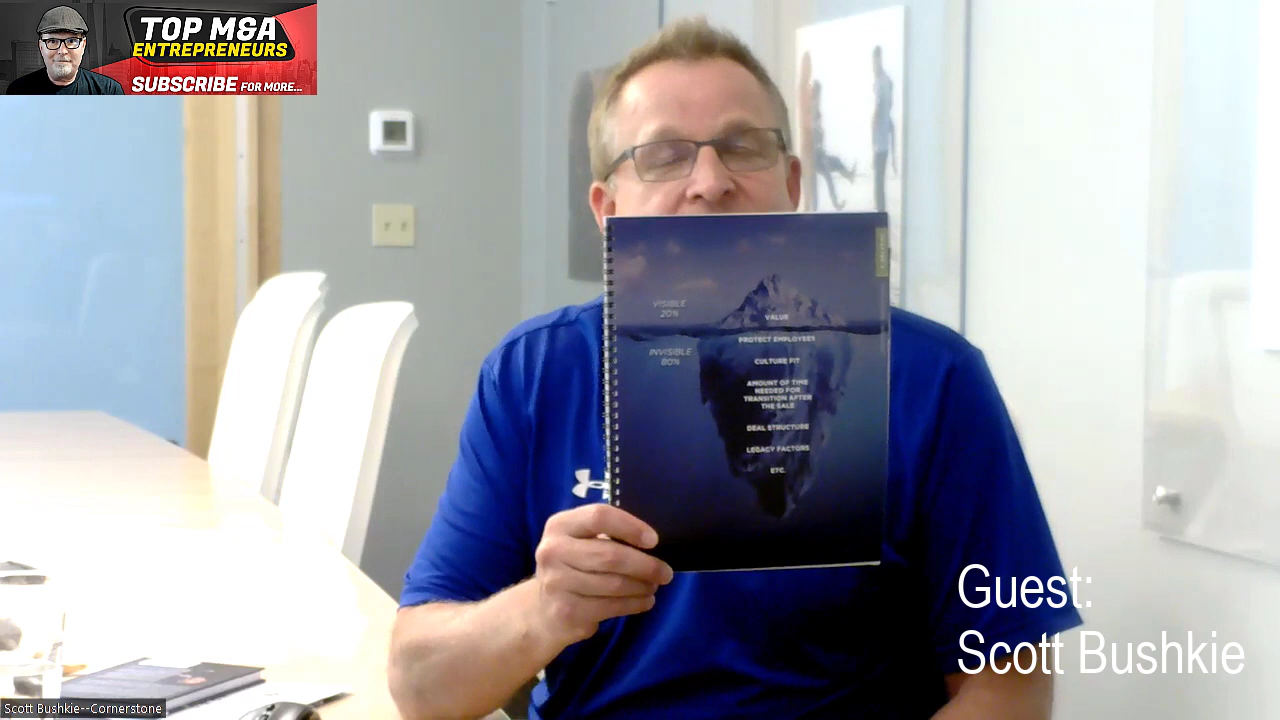 TOP M&A
ENTREPRENEURS
SUBSCRIBE FOR MORE...
VISIBLE
20%
VALUE
PROTECT EMPLOYEES
INVISIBLE
80%
CULTURE FIT
AMOUNT OF TIME
NEEDED FOR
TRANSITION AFTER
THE SALE
DEAL STRUCTURE
LEGACY FACTORS
ETC.
Guest:
Scott Bushkie
Scott Bushkie--Cornerstone